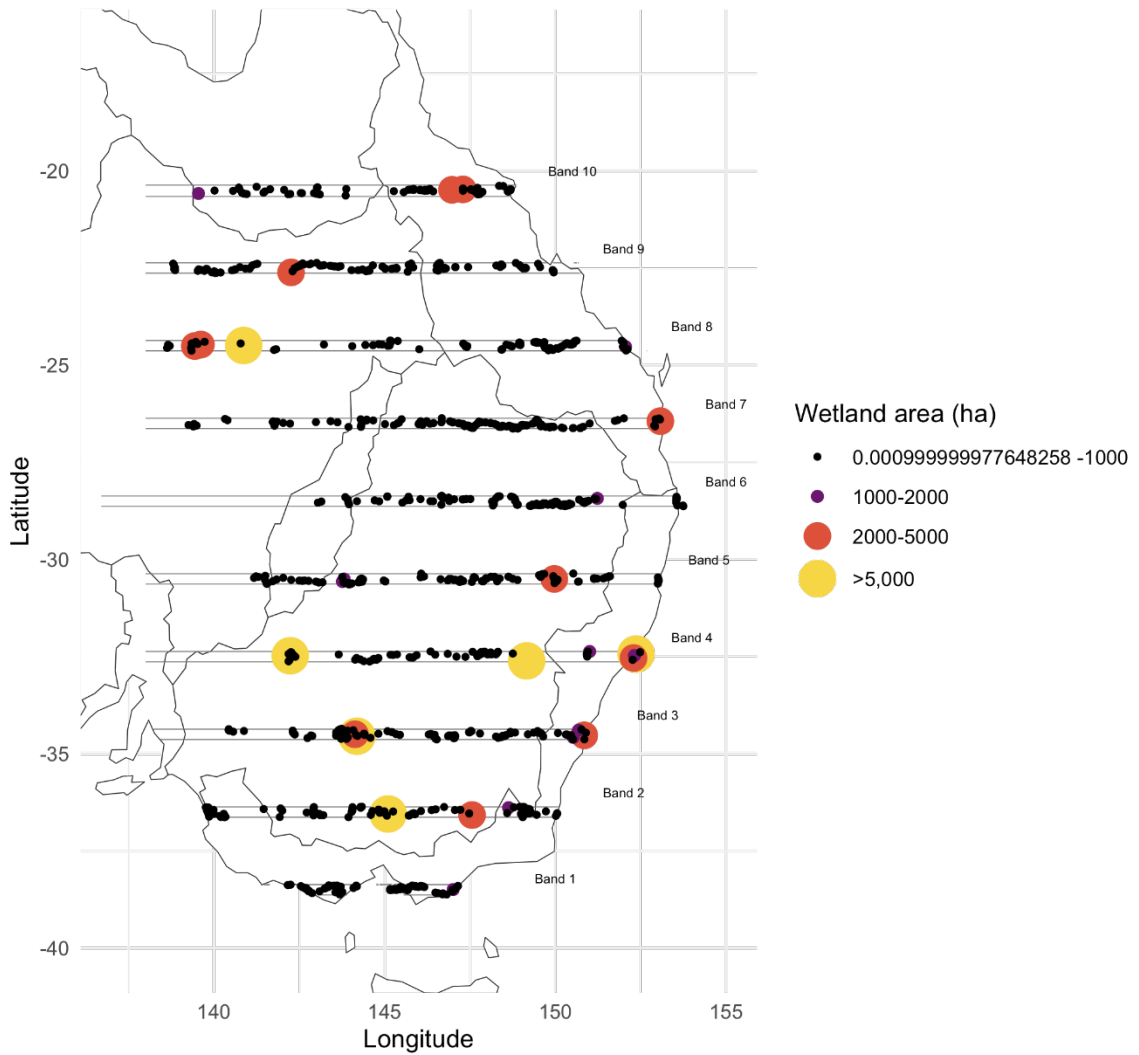 -20
-25
-30
-35
-40
Latitude
Band 10
Band 9
Band 8
Band 7
Band 6
Band 5
Band 4
Band 3
Band 2
Band 1
140
145
150
155
Longitude
Wetland area (ha)
0.000999999977648258 -1000
1000-2000
2000-5000
>5,000